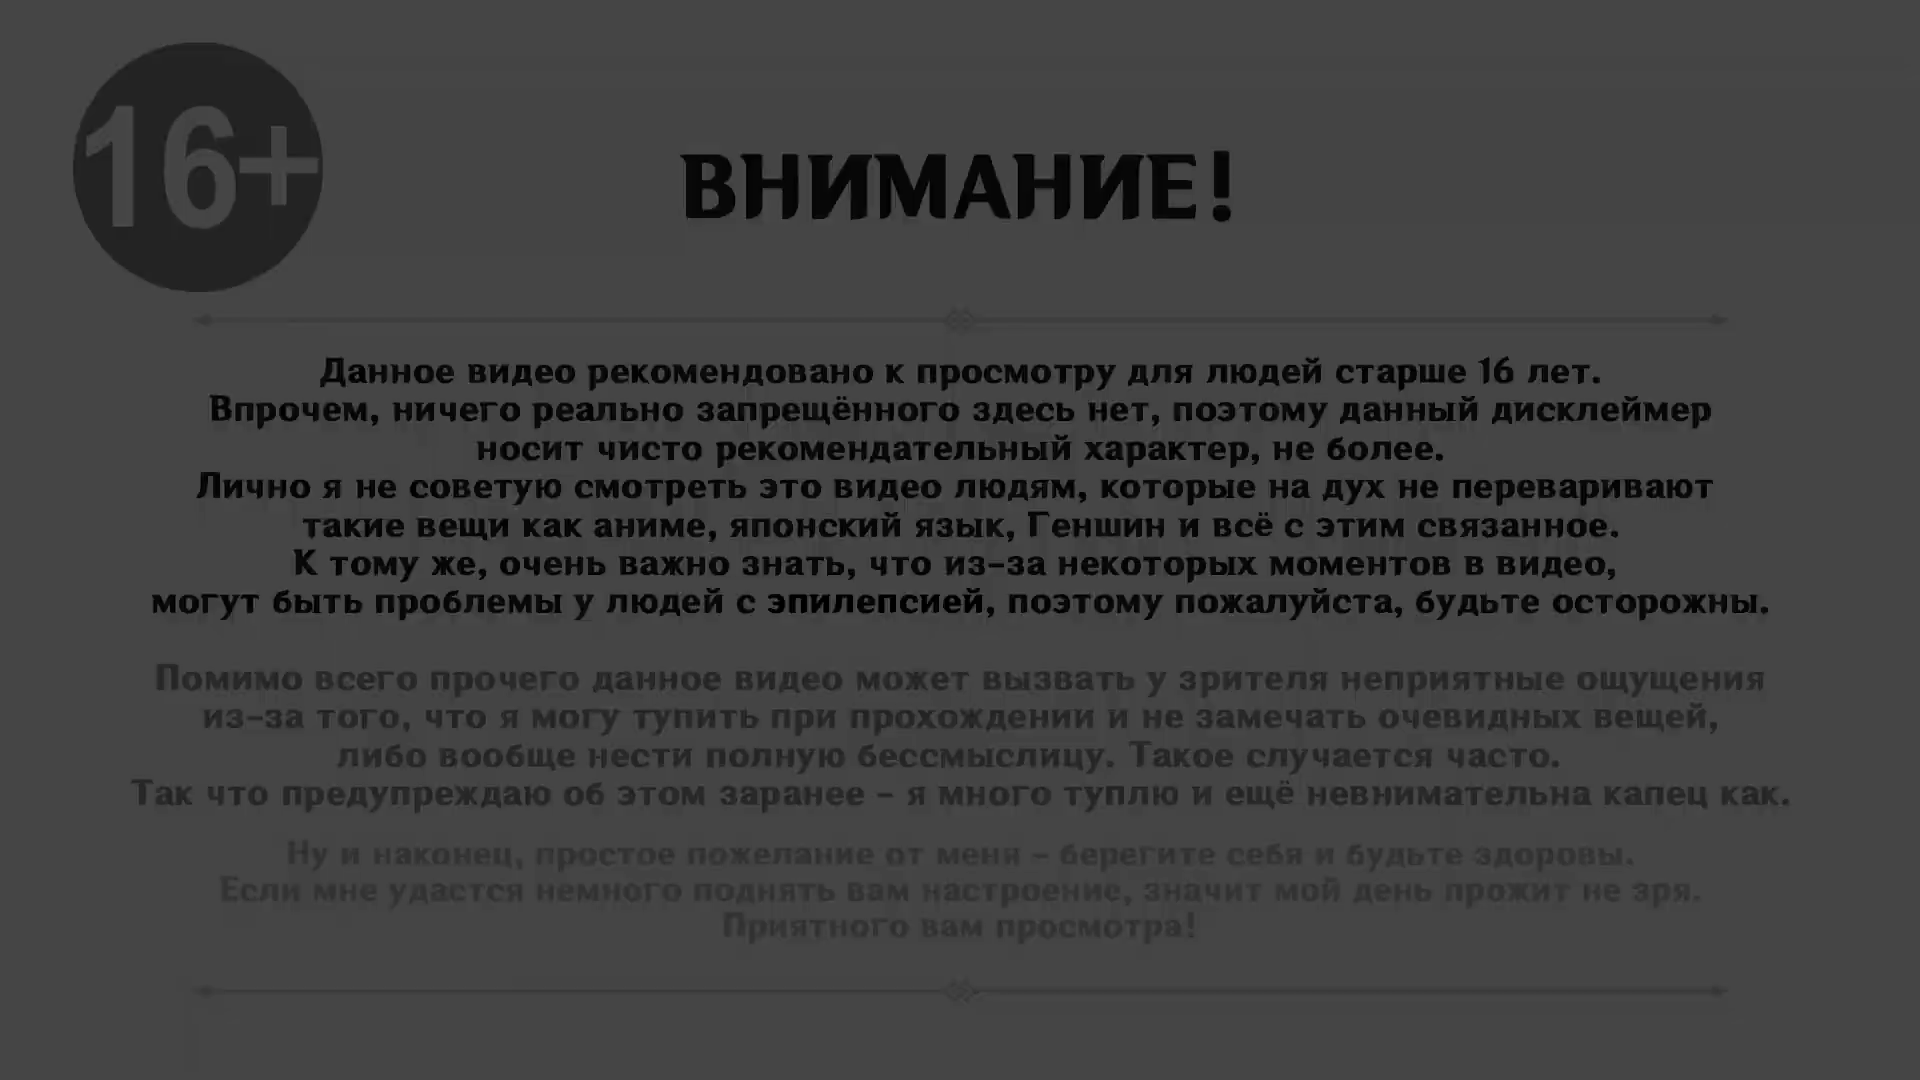 16+
ВНИМАНИЕ!
Данное видео рекомендовано к просмотру для людей старше 16 лет.
Впрочем, ничего реально запрещённого здесь нет, поэтому данный дисклеймер
носит чисто рекомендательный характер, не более.
Лично я не советую смотреть это видео людям, которые на дух не переваривают
такие вещи как аниме, японский язык, Геншин и всё с этим связанное.
К тому же, очень важно знать, что из-за некоторых моментов в видео,
могут быть проблемы у людей с эпилепсией, поэтому пожалуйста, будьте осторожны.
Помимо всего прочего данное видео может вызвать у зрителя неприятные ощущения
из-за того, что я могу тупить при прохождении и не замечать очевидных вещей,
либо вообще нести полную бессмыслицу. Такое случается часто.
Так что предупреждаю об этом заранее - я много туплю и ещё невнимательна капец как.
Ну и наконец, простое пожелание от меня - берегите себя и будьте здоровы.
Если мне удастся немного поднять вам настроение, значит мой день прожит не зря.
Приятного вам просмотра!